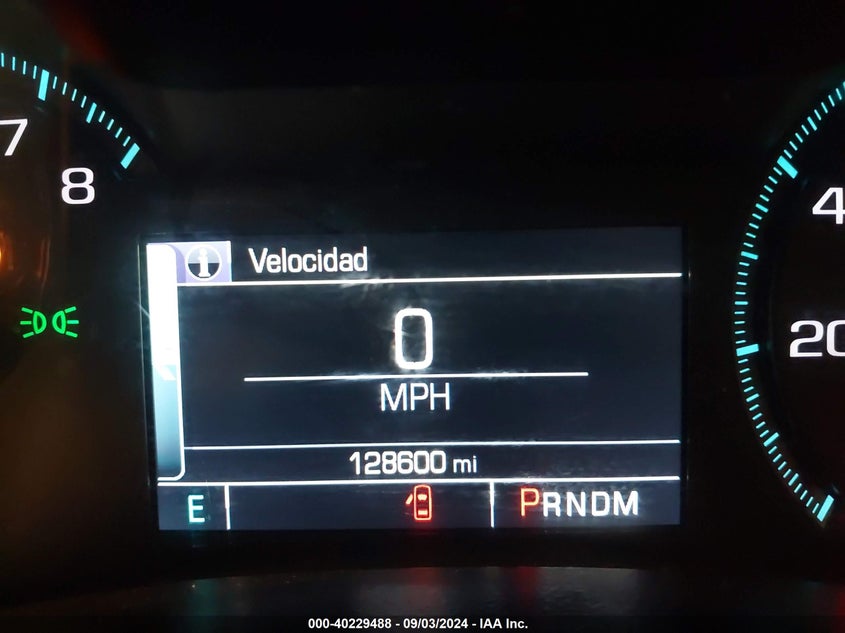 7
8
4
20
Velocidad
0
MPH
128600 mi
E
PRNDM
000-40229488 - 09/03/2024 - IAA Inc.